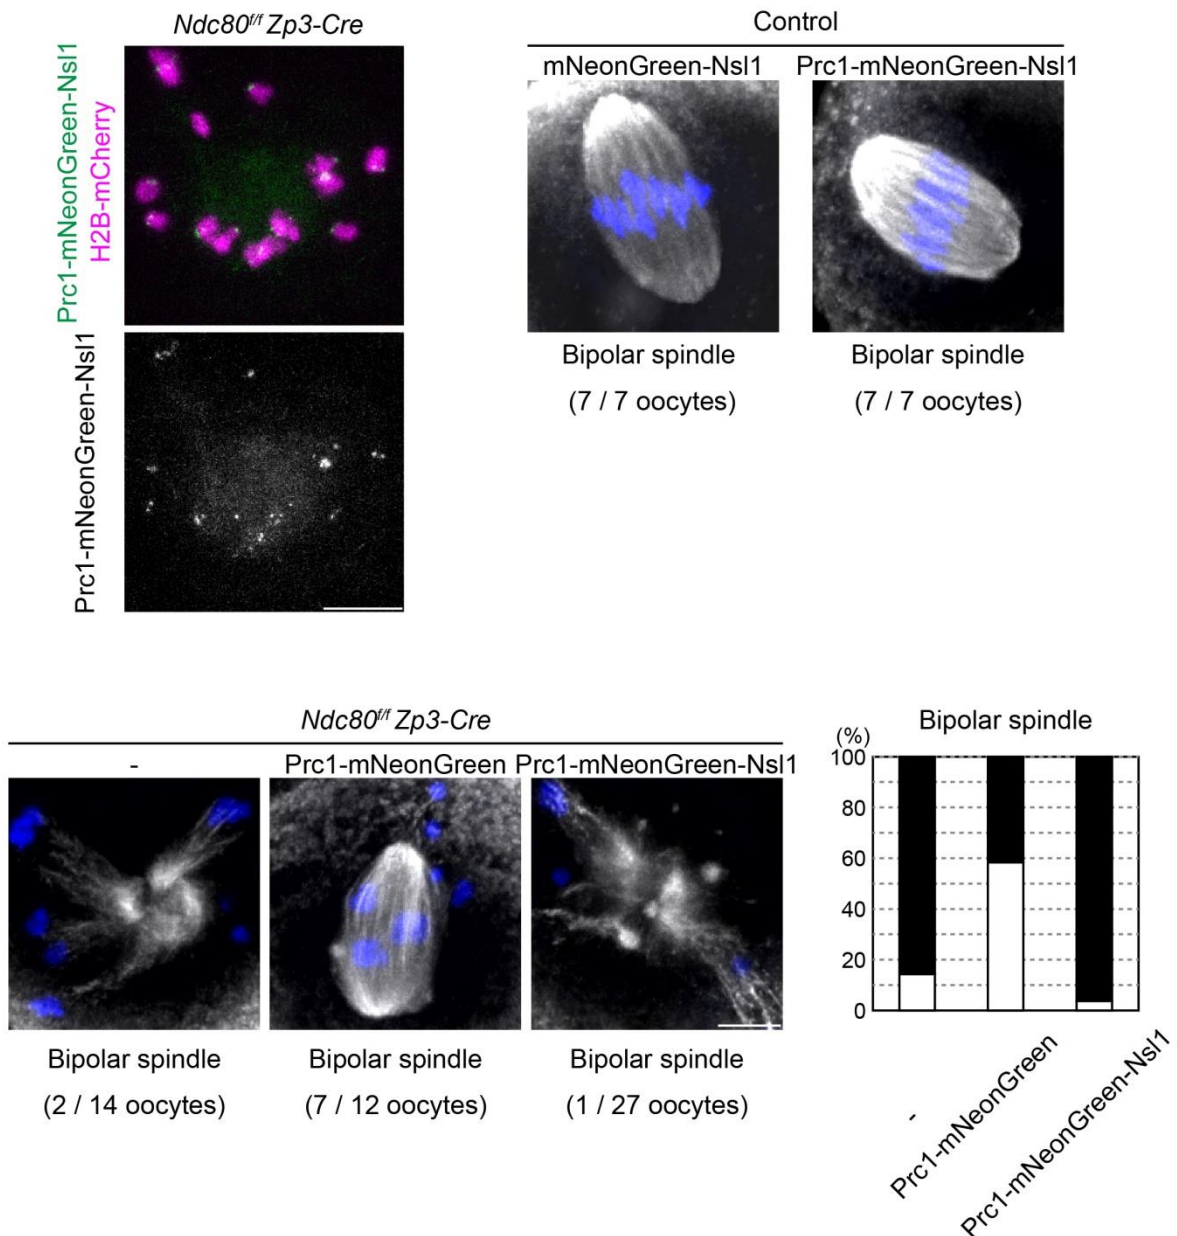 Ndc80f/f Zp3-Cre
Prc1-mNeonGreen-Nsl1
H2B-mCherry
Prc1-mNeonGreen-Nsl1
Control
mNeonGreen-Nsl1
Prc1-mNeonGreen-Nsl1
Bipolar spindle
(7 / 7 oocytes)
Bipolar spindle
(7 / 7 oocytes)
Ndc80f/f Zp3-Cre
-
Prc1-mNeonGreen
Prc1-mNeonGreen-Nsl1
Bipolar spindle
(2 / 14 oocytes)
Bipolar spindle
(7 / 12 oocytes)
Bipolar spindle
(1 / 27 oocytes)
Bipolar spindle
(%)
100
80
60
40
20
0
-
Prc1-mNeonGreen
Prc1-mNeonGreen-Nsl1